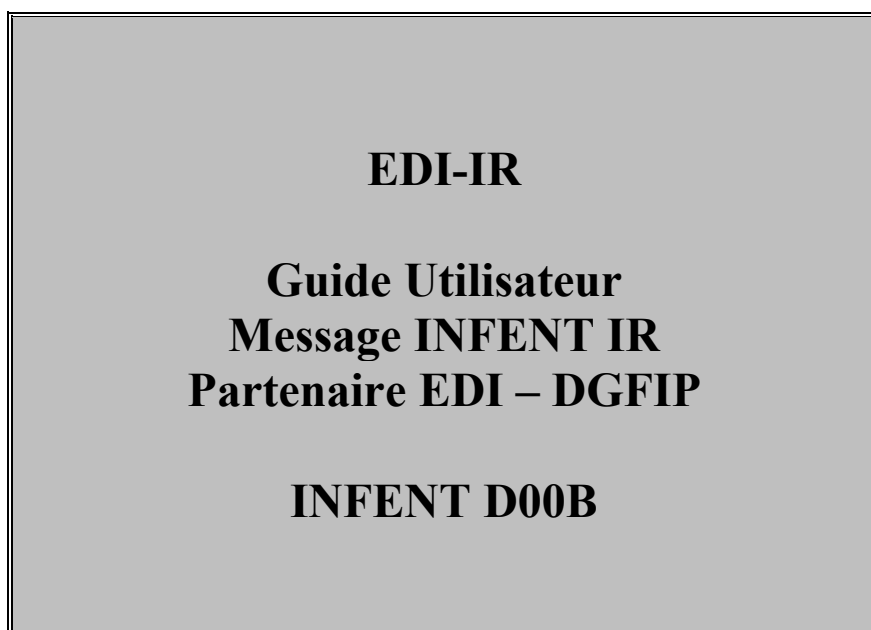 EDI-IR
Guide Utilisateur
Message INFENT IR
Partenaire EDI – DGFIP
INFENT D00B